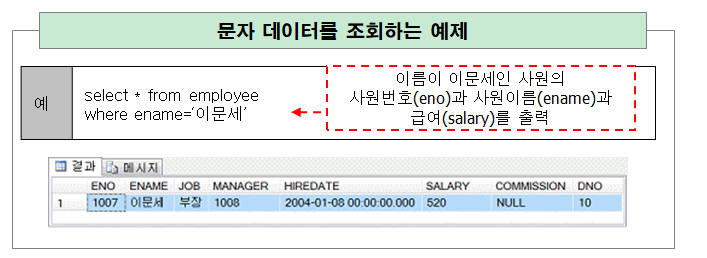 문자 데이터를 조회하는 예제
예
select * from employee
where ename='이문세'
이름이 이문세인 사원의
사원번호(eno)과 사원이름(ename)과
급여(salary)를 출력
결과 메시지
ENO ENAME JOB MANAGER HIREDATE SALARY COMMISSION DNO
1 1007 이문세 부장 1008 2004-01-08 00:00:00.000 520 NULL 10